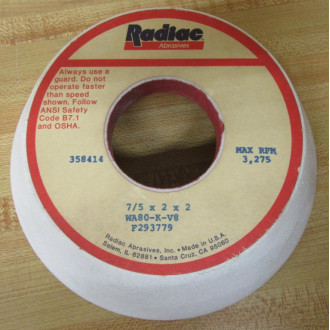 Radiac
Abrasives
Always use a
guard. Do not
operate faster
than speed
shown. Follow
ANSI Safety
Code B7.1
and OSHA.
358414
MAX RPM
3,275
7/5 x 2 x 2
WA80-K-V8
P293779
Radiac Abrasives, Inc. • Made in U.S.A.
Salem, IL 62881 • Santa Cruz, CA 95060